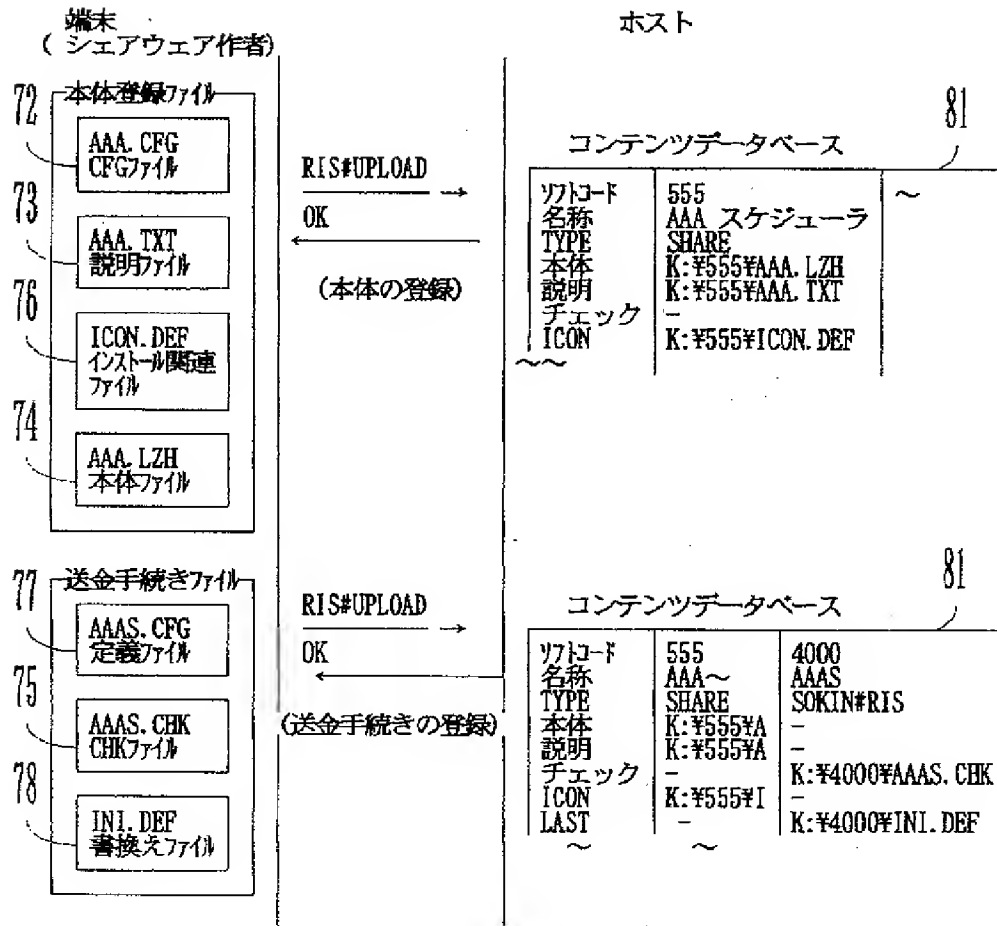 端末
(シェアウェア作者)
ホスト
72
本体登録ファイル
AAA.CFG
CFGファイル
73
AAA.TXT
説明ファイル
76
ICON.DEF
インストール関連
ファイル
74
AAA.LZH
本体ファイル
RIS#UPLOAD
OK
(本体の登録)
81
コンテンツデータベース
ソフトコード 555 ~
名称 AAA スケジューラ
TYPE SHARE
本体 K:¥555¥AAA.LZH
説明 K:¥555¥AAA.TXT
チェック -
ICON K:¥555¥ICON.DEF
~~
77
送金手続きファイル
AAAS.CFG
定義ファイル
75
AAAS.CHK
CHKファイル
78
INI.DEF
書換えファイル
RIS#UPLOAD
OK
(送金手続きの登録)
81
コンテンツデータベース
ソフトコード 555 4000
名称 AAA~ AAAS
TYPE SHARE SOKIN#RIS
本体 K:¥555¥A -
説明 K:¥555¥A -
チェック - K:¥4000¥AAAS.CHK
ICON K:¥555¥I -
LAST - K:¥4000¥INI.DEF
~ ~